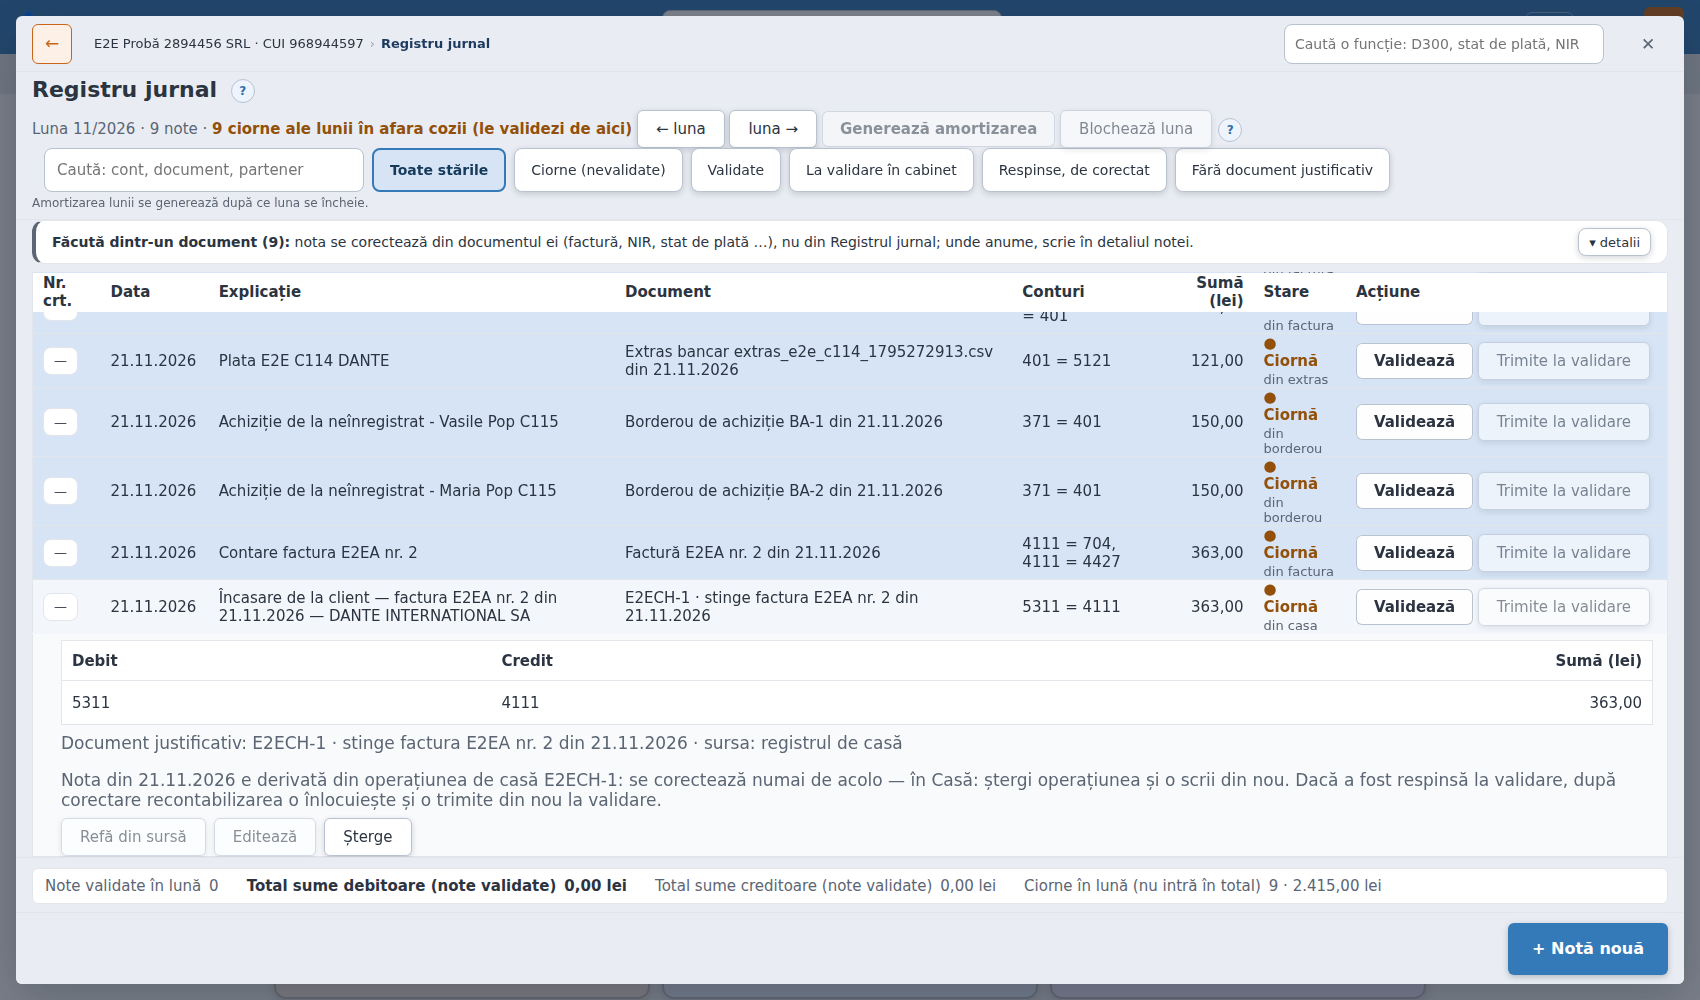 ←
E2E Probă 2894456 SRL · CUI 968944597 › Registru jurnal
Caută o funcție: D300, stat de plată, NIR
✕
Registru jurnal ?
Luna 11/2026 · 9 note · 9 ciorne ale lunii în afara cozii (le validezi de aici) ← luna luna → Generează amortizarea Blochează luna ?
Caută: cont, document, partener Toate stările Ciorne (nevalidate) Validate La validare în cabinet Respinse, de corectat Fără document justificativ
Amortizarea lunii se generează după ce luna se încheie.
Făcută dintr-un document (9): nota se corectează din documentul ei (factură, NIR, stat de plată …), nu din Registrul jurnal; unde anume, scrie în detaliul notei. ▾ detalii
Nr. crt. Data Explicație Document Conturi Sumă (lei) Stare Acțiune
= 401 din factura
— 21.11.2026 Plata E2E C114 DANTE Extras bancar extras_e2e_c114_1795272913.csv din 21.11.2026 401 = 5121 121,00 Ciornă din extras Validează Trimite la validare
— 21.11.2026 Achiziție de la neînregistrat - Vasile Pop C115 Borderou de achiziție BA-1 din 21.11.2026 371 = 401 150,00 Ciornă din borderou Validează Trimite la validare
— 21.11.2026 Achiziție de la neînregistrat - Maria Pop C115 Borderou de achiziție BA-2 din 21.11.2026 371 = 401 150,00 Ciornă din borderou Validează Trimite la validare
— 21.11.2026 Contare factura E2EA nr. 2 Factură E2EA nr. 2 din 21.11.2026 4111 = 704, 4111 = 4427 363,00 Ciornă din factura Validează Trimite la validare
— 21.11.2026 Încasare de la client — factura E2EA nr. 2 din 21.11.2026 — DANTE INTERNATIONAL SA E2ECH-1 · stinge factura E2EA nr. 2 din 21.11.2026 5311 = 4111 363,00 Ciornă din casa Validează Trimite la validare
Debit Credit Sumă (lei)
5311 4111 363,00
Document justificativ: E2ECH-1 · stinge factura E2EA nr. 2 din 21.11.2026 · sursa: registrul de casă
Nota din 21.11.2026 e derivată din operațiunea de casă E2ECH-1: se corectează numai de acolo — în Casă: ștergi operațiunea și o scrii din nou. Dacă a fost respinsă la validare, după
corectare recontabilizarea o înlocuiește și o trimite din nou la validare.
Refă din sursă Editează Șterge
Note validate în lună 0 Total sume debitoare (note validate) 0,00 lei Total sume creditoare (note validate) 0,00 lei Ciorne în lună (nu intră în total) 9 · 2.415,00 lei
+ Notă nouă